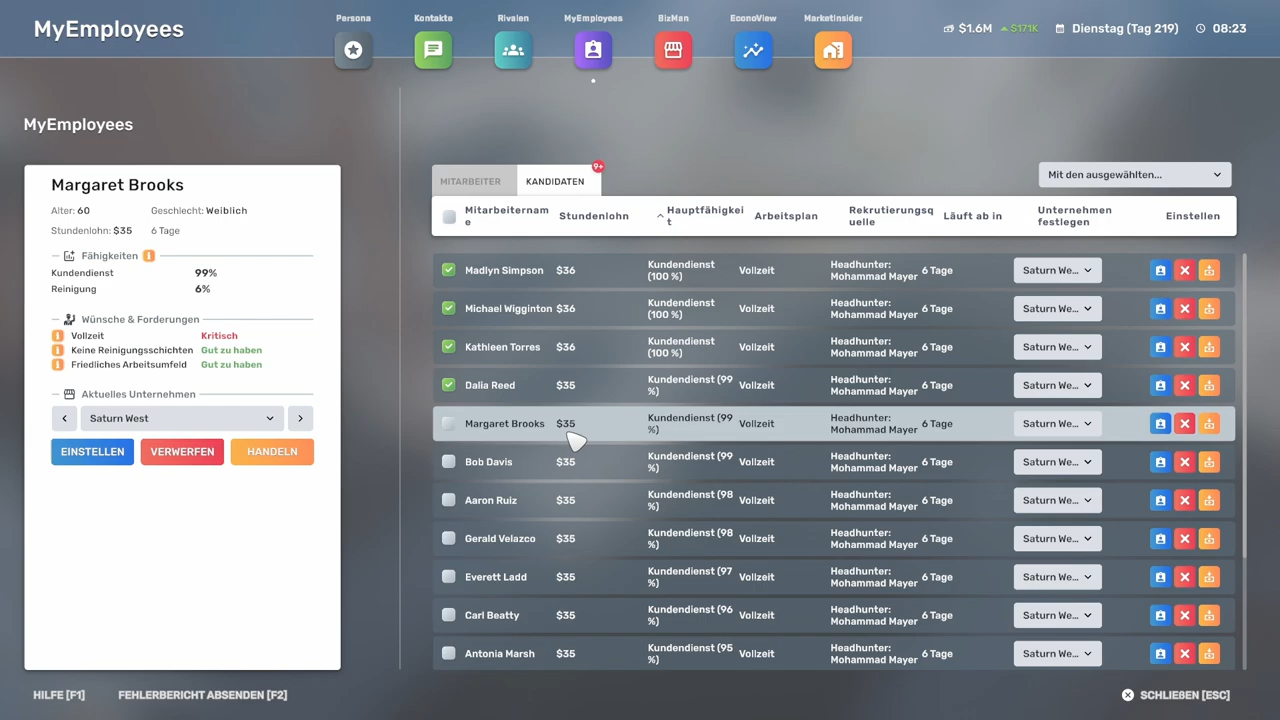 MyEmployees
Persona
Kontakte
Rivalen
MyEmployees
BizMan
EconoView
MarketInsider
$1.6M
$171K
Dienstag (Tag 219)
08:23
MyEmployees
Margaret Brooks
Alter: 60
Geschlecht: Weiblich
Stundenlohn: $35
6 Tage
Fähigkeiten
Kundendienst 99%
Reinigung 6%
Wünsche & Forderungen
Vollzeit Kritisch
Keine Reinigungsschichten Gut zu haben
Friedliches Arbeitsumfeld Gut zu haben
Aktuelles Unternehmen
Saturn West
EINSTELLEN
VERWERFEN
HANDELN
MITARBEITER
KANDIDATEN
9+
Mit den ausgewählten...
Mitarbeiternam
e
Stundenlohn
Hauptfähigkei
t
Arbeitsplan
Rekrutierungsq
uelle
Läuft ab in
Unternehmen
festlegen
Einstellen
Madlyn Simpson $36
Kundendienst
(100 %)
Vollzeit
Headhunter:
Mohammad Mayer
6 Tage
Saturn We...
Michael Wigginton $36
Kundendienst
(100 %)
Vollzeit
Headhunter:
Mohammad Mayer
6 Tage
Saturn We...
Kathleen Torres $36
Kundendienst
(100 %)
Vollzeit
Headhunter:
Mohammad Mayer
6 Tage
Saturn We...
Dalia Reed $35
Kundendienst (99
%)
Vollzeit
Headhunter:
Mohammad Mayer
6 Tage
Saturn We...
Margaret Brooks $35
Kundendienst (99
%)
Vollzeit
Headhunter:
Mohammad Mayer
6 Tage
Saturn We...
Bob Davis $35
Kundendienst (99
%)
Vollzeit
Headhunter:
Mohammad Mayer
6 Tage
Saturn We...
Aaron Ruiz $35
Kundendienst (98
%)
Vollzeit
Headhunter:
Mohammad Mayer
6 Tage
Saturn We...
Gerald Velazco $35
Kundendienst (98
%)
Vollzeit
Headhunter:
Mohammad Mayer
6 Tage
Saturn We...
Everett Ladd $35
Kundendienst (97
%)
Vollzeit
Headhunter:
Mohammad Mayer
6 Tage
Saturn We...
Carl Beatty $35
Kundendienst (96
%)
Vollzeit
Headhunter:
Mohammad Mayer
6 Tage
Saturn We...
Antonia Marsh $35
Kundendienst (95
%)
Vollzeit
Headhunter:
Mohammad Mayer
6 Tage
Saturn We...
HILFE [F1]
FEHLERBERICHT ABSENDEN [F2]
SCHLIEßEN [ESC]